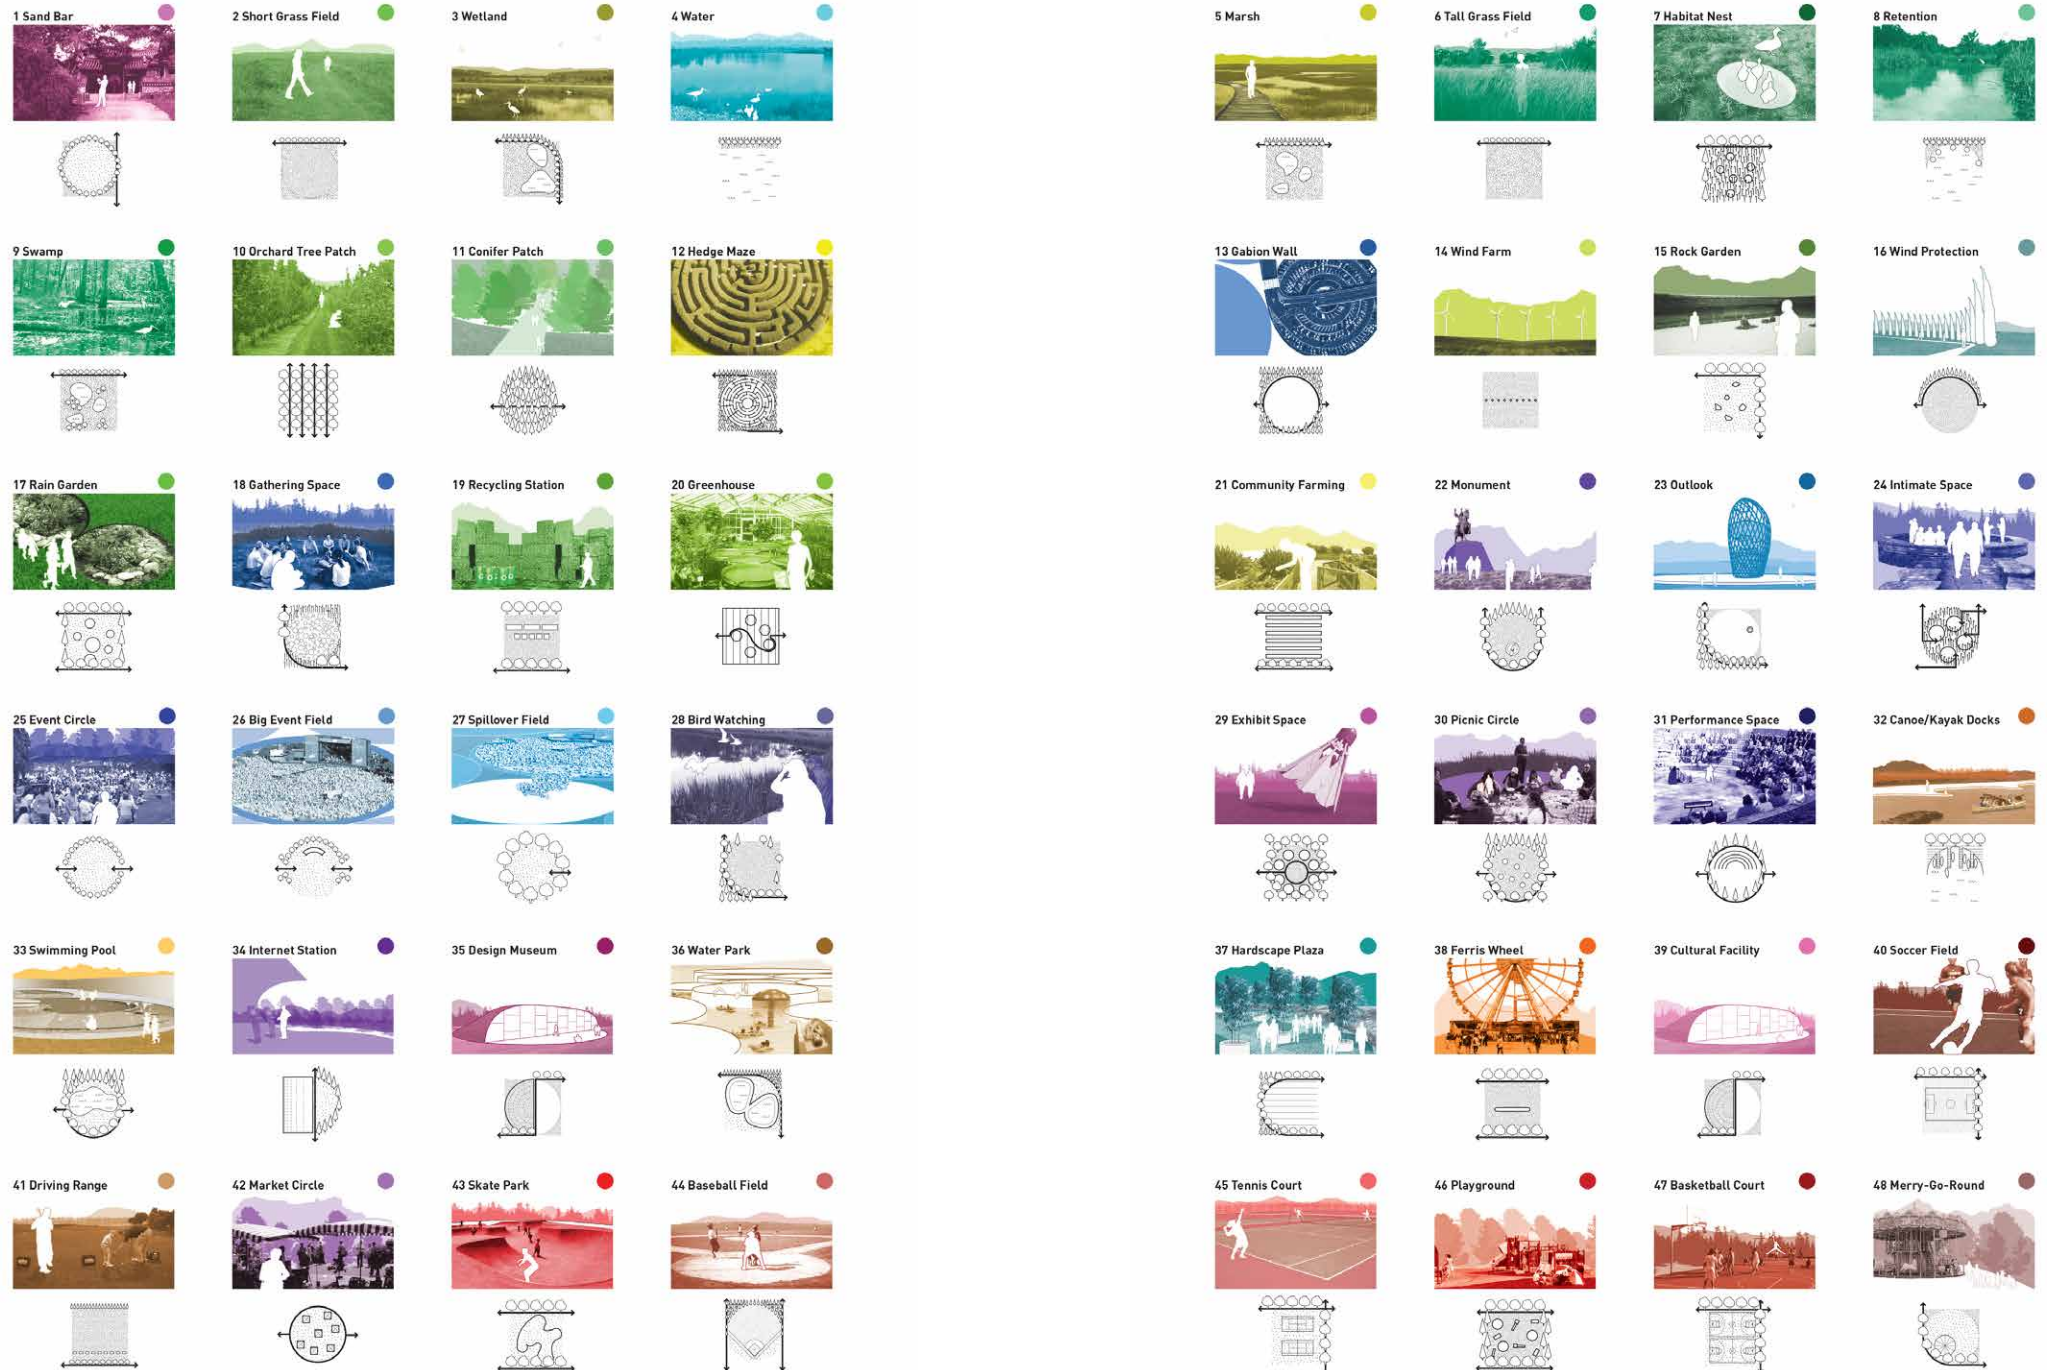 1 Sand Bar
2 Short Grass Field
3 Wetland
4 Water
5 Marsh
6 Tall Grass Field
7 Habitat Nest
8 Retention
9 Swamp
10 Orchard Tree Patch
11 Conifer Patch
12 Hedge Maze
13 Gabion Wall
14 Wind Farm
15 Rock Garden
16 Wind Protection
17 Rain Garden
18 Gathering Space
19 Recycling Station
20 Greenhouse
21 Community Farming
22 Monument
23 Outlook
24 Intimate Space
25 Event Circle
26 Big Event Field
27 Spillover Field
28 Bird Watching
29 Exhibit Space
30 Picnic Circle
31 Performance Space
32 Canoe/Kayak Docks
33 Swimming Pool
34 Internet Station
35 Design Museum
36 Water Park
37 Hardscape Plaza
38 Ferris Wheel
39 Cultural Facility
40 Soccer Field
41 Driving Range
42 Market Circle
43 Skate Park
44 Baseball Field
45 Tennis Court
46 Playground
47 Basketball Court
48 Merry-Go-Round